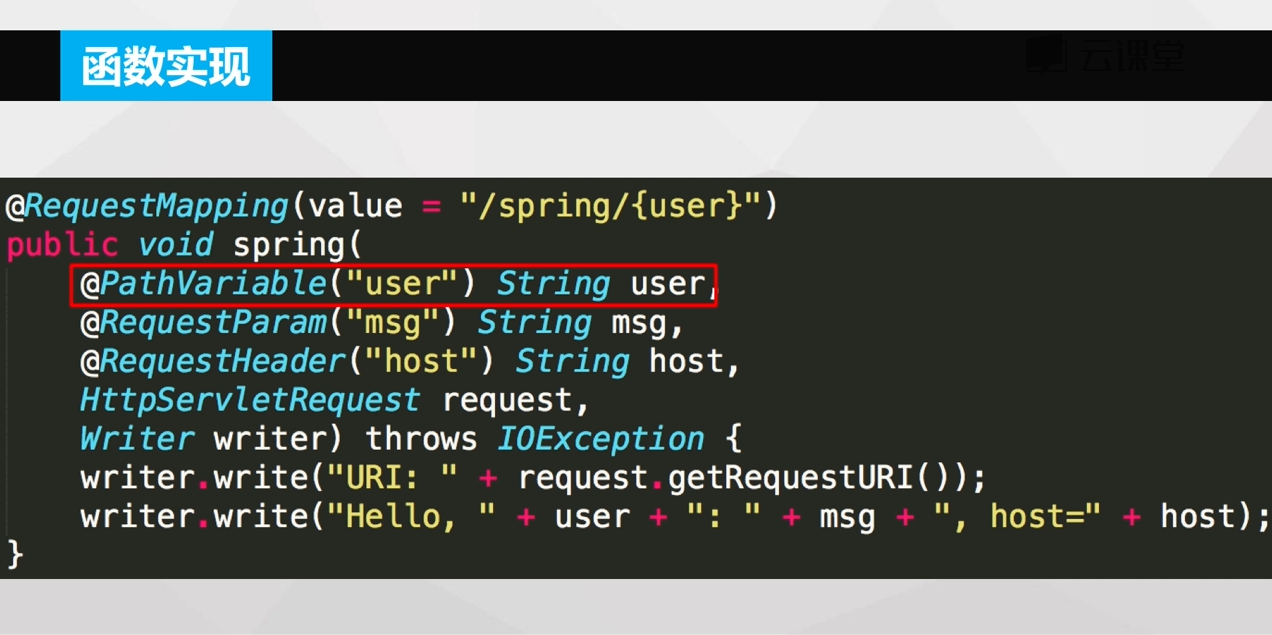 函数实现
云课堂
@RequestMapping(value = "/spring/{user}")
public void spring(
@PathVariable("user") String user,
@RequestParam("msg") String msg,
@RequestHeader("host") String host,
HttpServletRequest request,
Writer writer) throws IOException {
writer.write("URI: " + request.getRequestURI());
writer.write("Hello, " + user + ": " + msg + ", host=" + host);
}